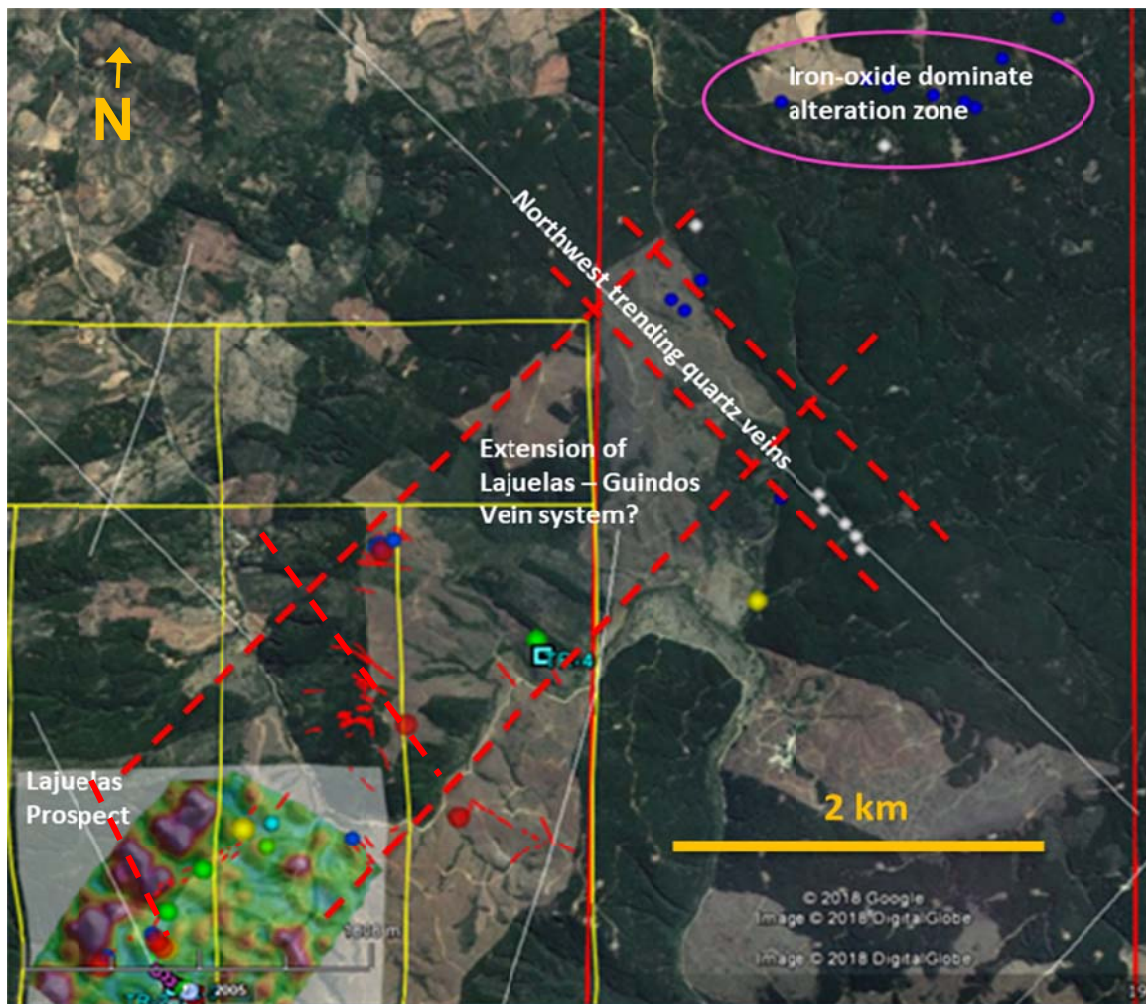 N
Iron-oxide dominate
alteration zone
Northwest trending quartz veins
Extension of
Lajuelas – Guindos
Vein system?
Lajuelas
Prospect
2 km
© 2018 Google
Image © 2018 DigitalGlobe
Image © 2018 DigitalGlobe
2005